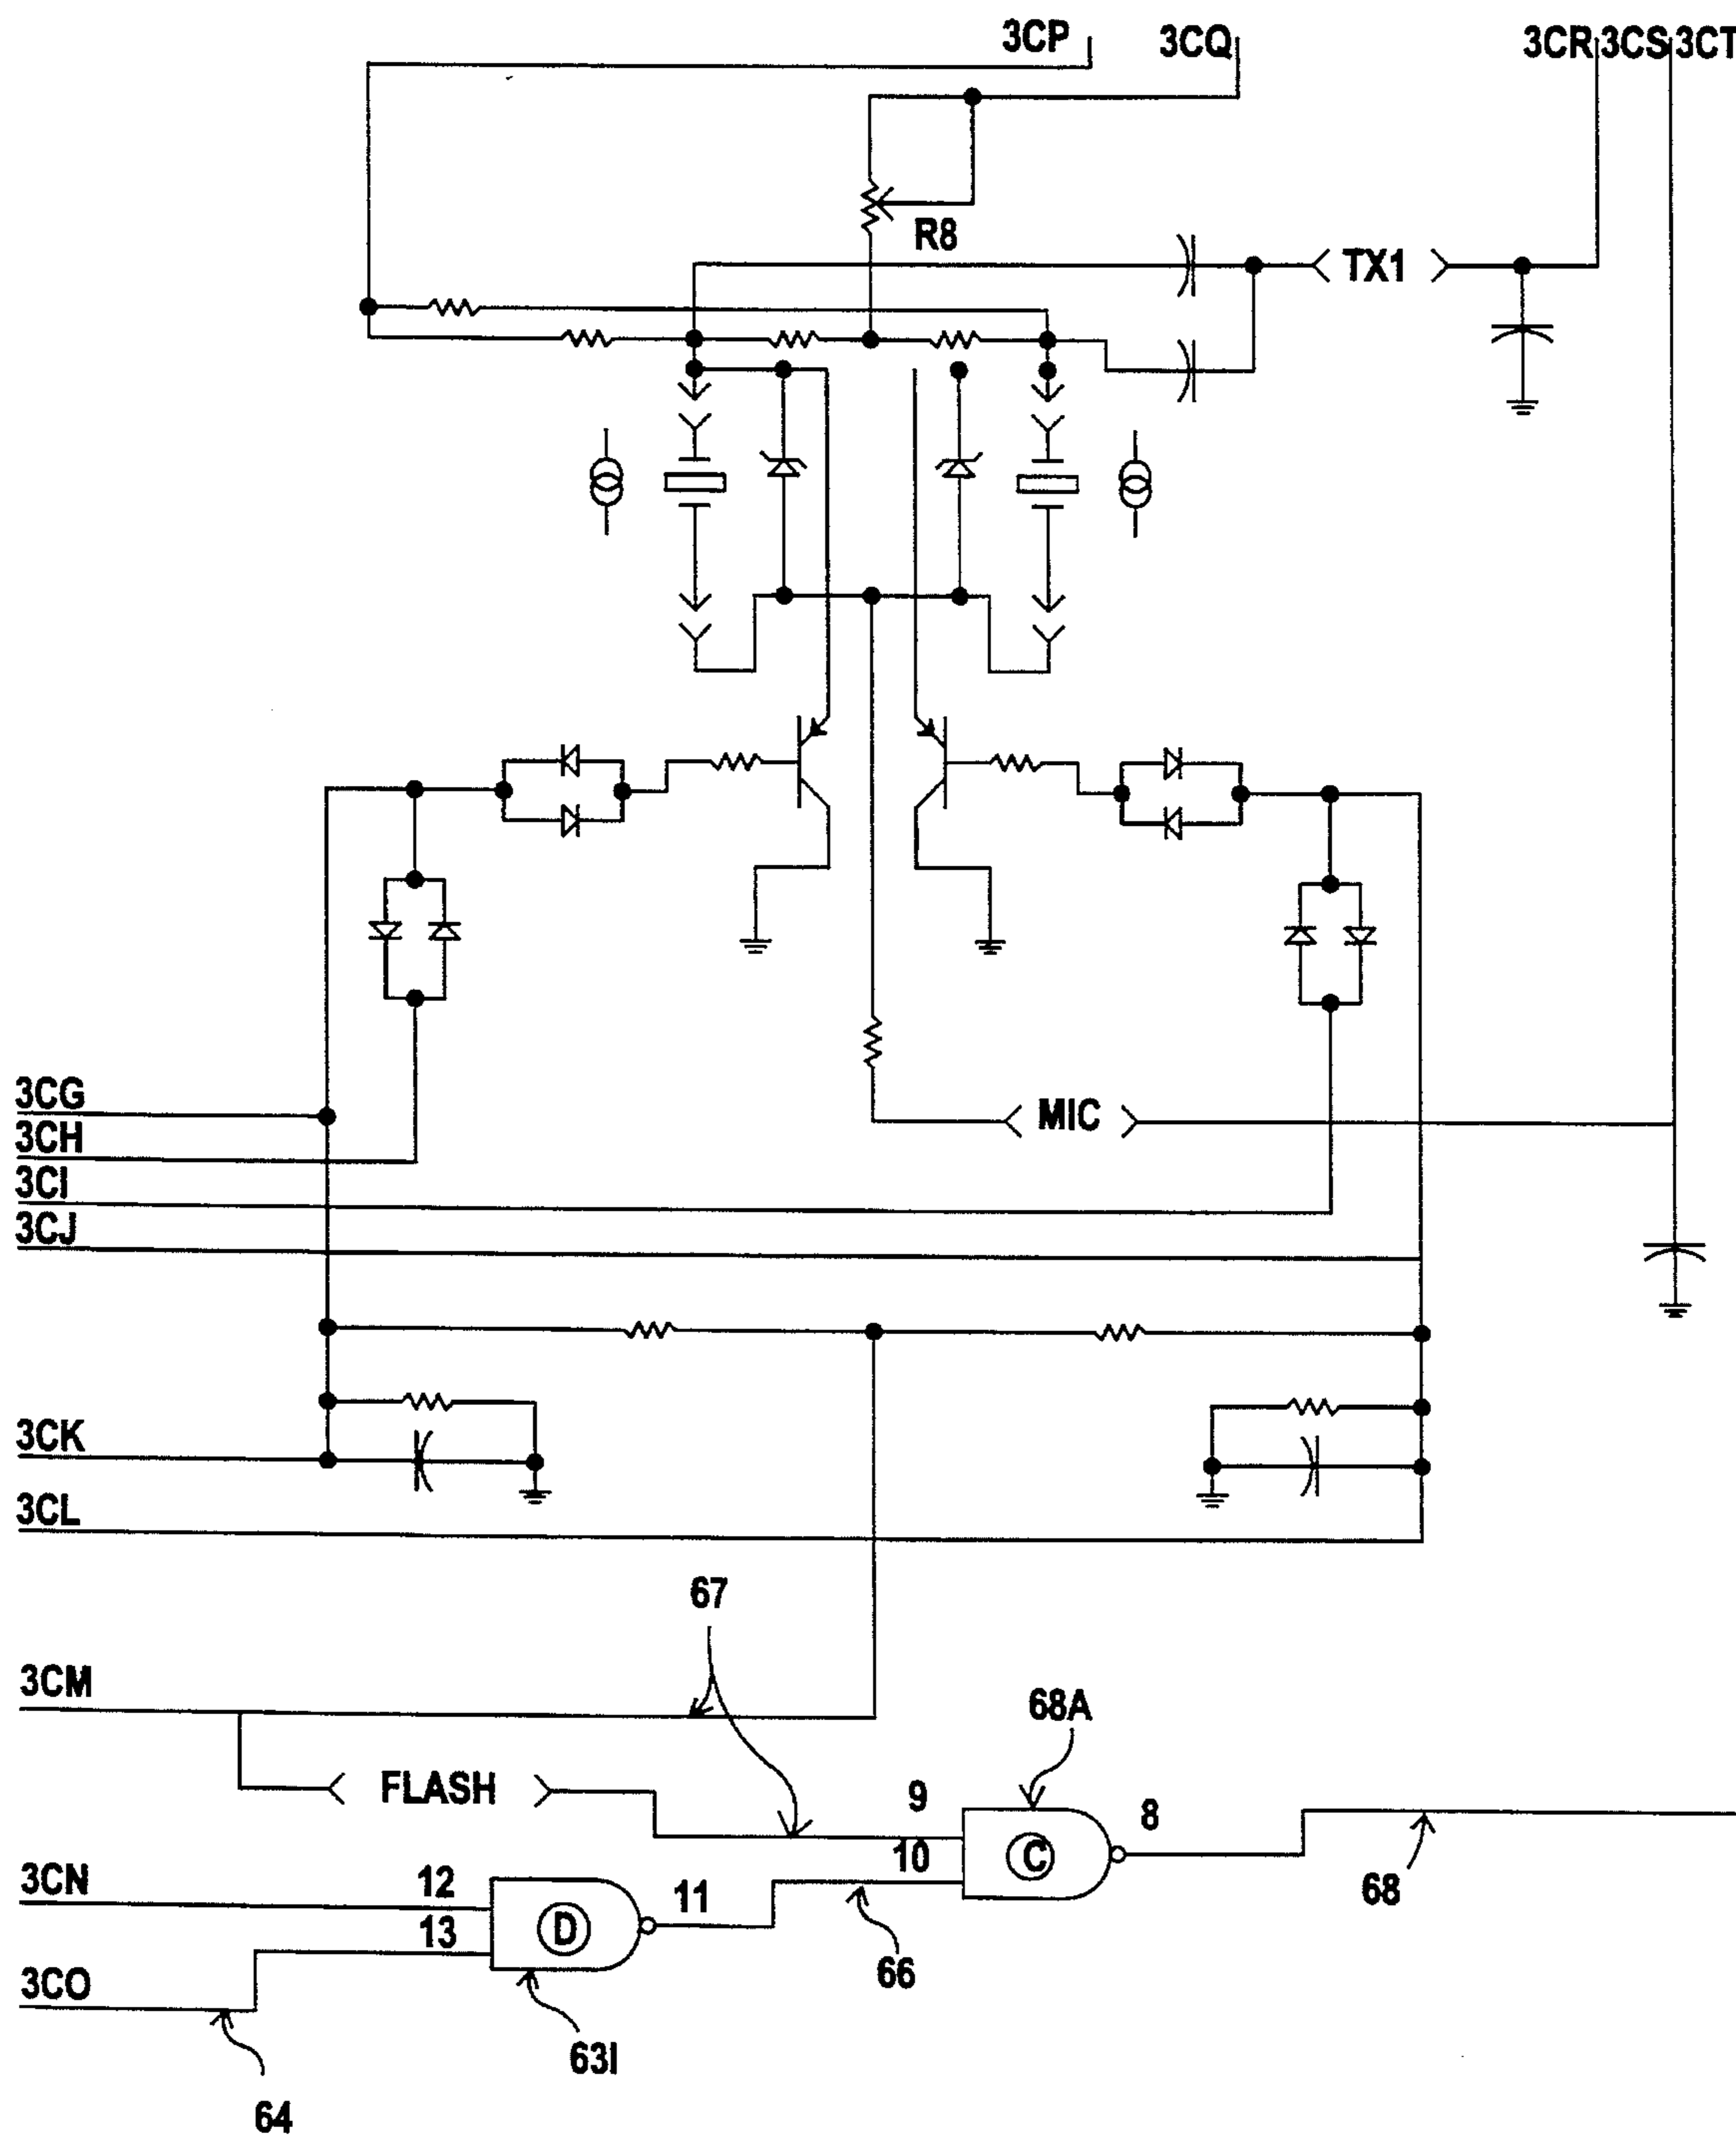 3CP 3CQ 3CR 3CS 3CT
R8
TX1
3CG
MIC
3CH
3CI
3CJ
3CK
3CL
67
3CM
68A
FLASH
9
8
10
C
3CN
12
11
68
13
D
66
3CO
63I
64